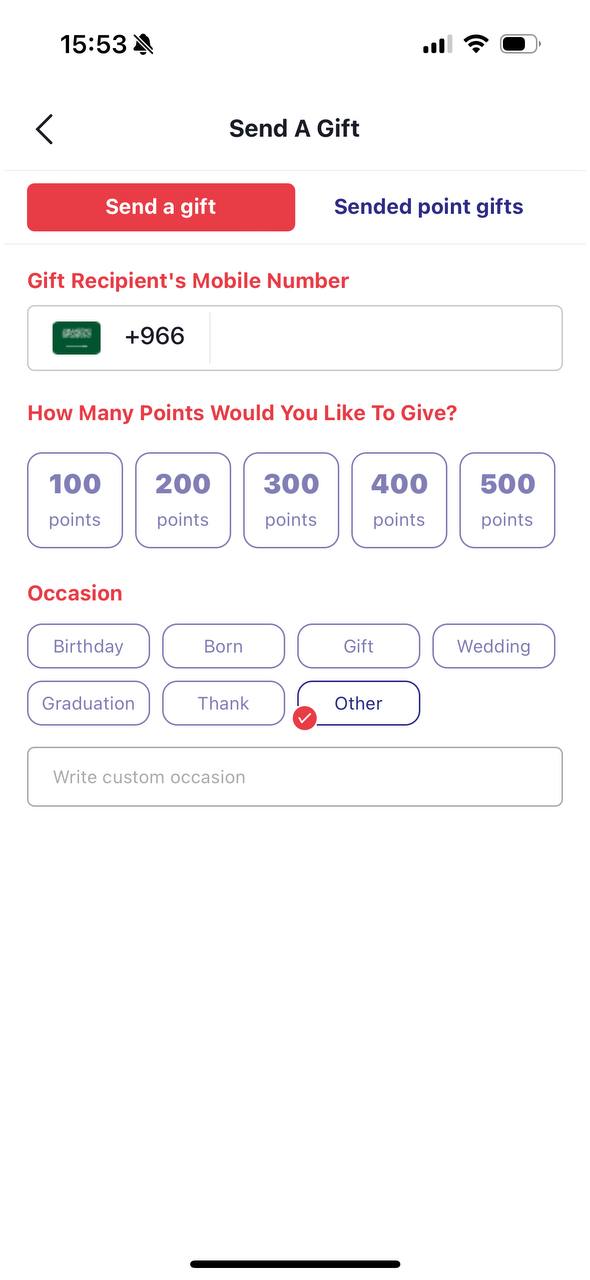 15:53
Send A Gift
Send a gift Sended point gifts
Gift Recipient's Mobile Number
+966
How Many Points Would You Like To Give?
100 200 300 400 500
points points points points points
Occasion
Birthday Born Gift Wedding
Graduation Thank Other
Write custom occasion